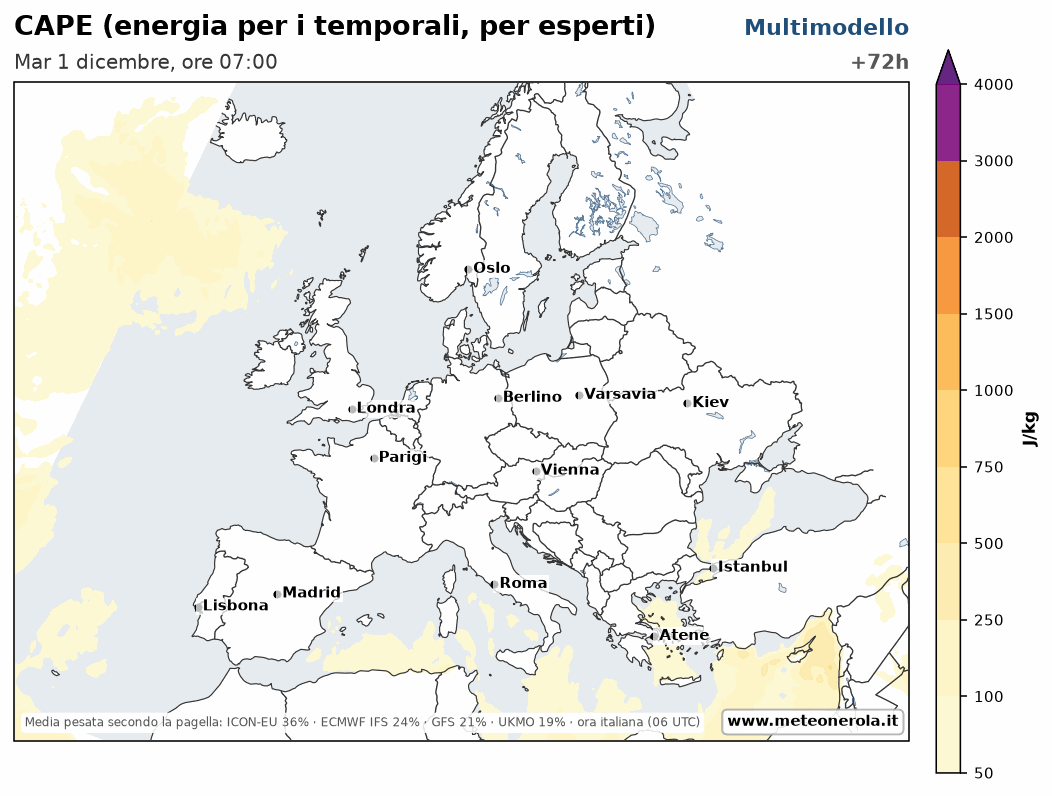 CAPE (energia per i temporali, per esperti)
Multimodello
Mar 1 dicembre, ore 07:00
+72h
4000
3000
2000
1500
1000
750
500
250
100
50
J/kg
Oslo
Berlino
Varsavia
Kiev
Londra
Parigi
Vienna
Istanbul
Roma
Madrid
Lisbona
Atene
Media pesata secondo la pagella: ICON-EU 36% · ECMWF IFS 24% · GFS 21% · UKMO 19% · ora italiana (06 UTC)
www.meteonerola.it